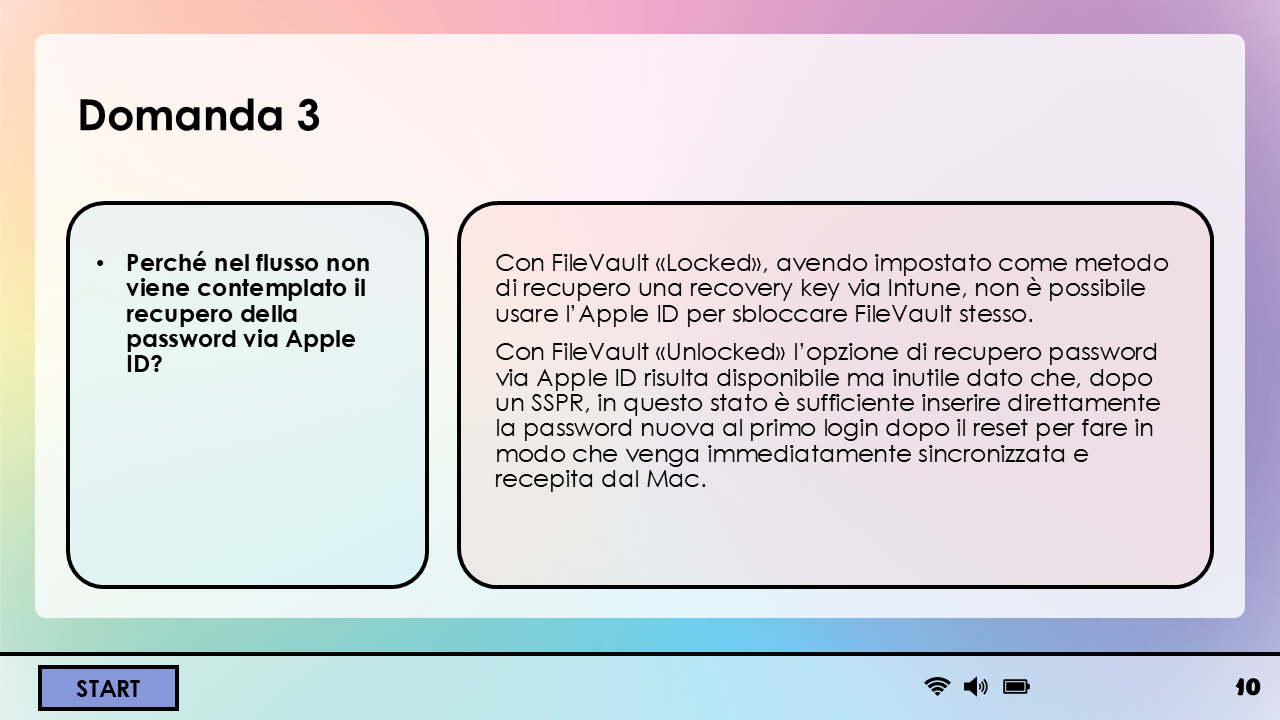 Domanda 3
• Perché nel flusso non
viene contemplato il
recupero della
password via Apple
ID?
Con FileVault «Locked», avendo impostato come metodo
di recupero una recovery key via Intune, non è possibile
usare l’Apple ID per sbloccare FileVault stesso.
Con FileVault «Unlocked» l’opzione di recupero password
via Apple ID risulta disponibile ma inutile dato che, dopo
un SSPR, in questo stato è sufficiente inserire direttamente
la password nuova al primo login dopo il reset per fare in
modo che venga immediatamente sincronizzata e
recepita dal Mac.
START
10